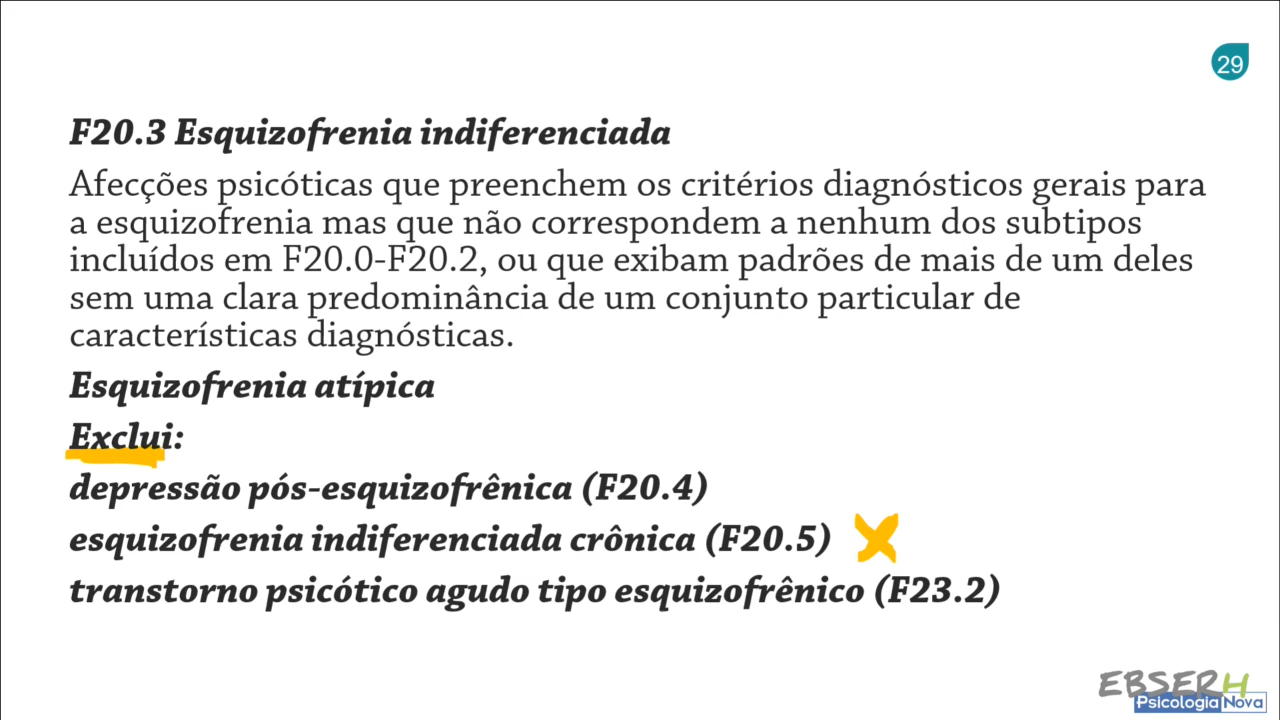 29
F20.3 Esquizofrenia indiferenciada
Afecções psicóticas que preenchem os critérios diagnósticos gerais para
a esquizofrenia mas que não correspondem a nenhum dos subtipos
incluídos em F20.0-F20.2, ou que exibam padrões de mais de um deles
sem uma clara predominância de um conjunto particular de
características diagnósticas.
Esquizofrenia atípica
Exclui:
depressão pós-esquizofrênica (F20.4)
esquizofrenia indiferenciada crônica (F20.5)
transtorno psicótico agudo tipo esquizofrênico (F23.2)
EBSERH
Psicologia Nova